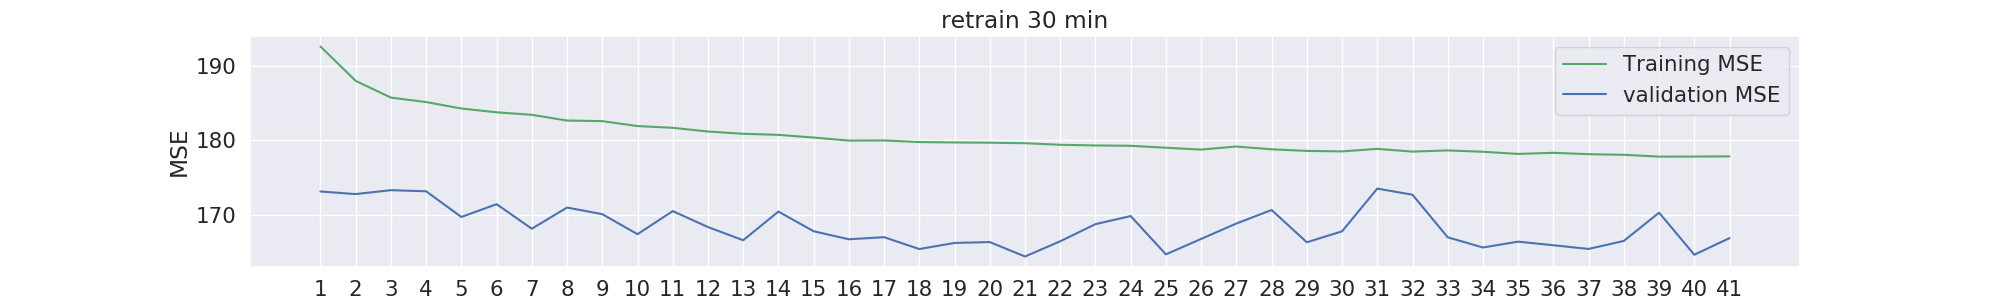 retrain 30 min
190
180
170
MSE
Training MSE
validation MSE
1 2 3 4 5 6 7 8 9 10 11 12 13 14 15 16 17 18 19 20 21 22 23 24 25 26 27 28 29 30 31 32 33 34 35 36 37 38 39 40 41